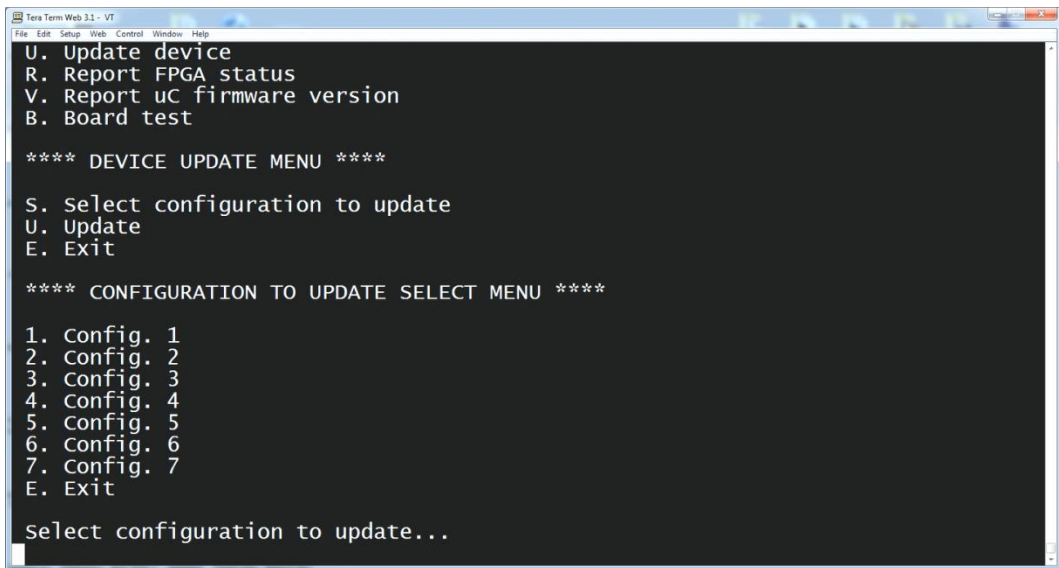 Tera Term Web 3.1 - VT
File Edit Setup Web Control Window Help
U. Update device
R. Report FPGA status
V. Report uC firmware version
B. Board test
**** DEVICE UPDATE MENU ****
S. Select configuration to update
U. Update
E. Exit
**** CONFIGURATION TO UPDATE SELECT MENU ****
1. Config. 1
2. Config. 2
3. Config. 3
4. Config. 4
5. Config. 5
6. Config. 6
7. Config. 7
E. Exit
Select configuration to update...